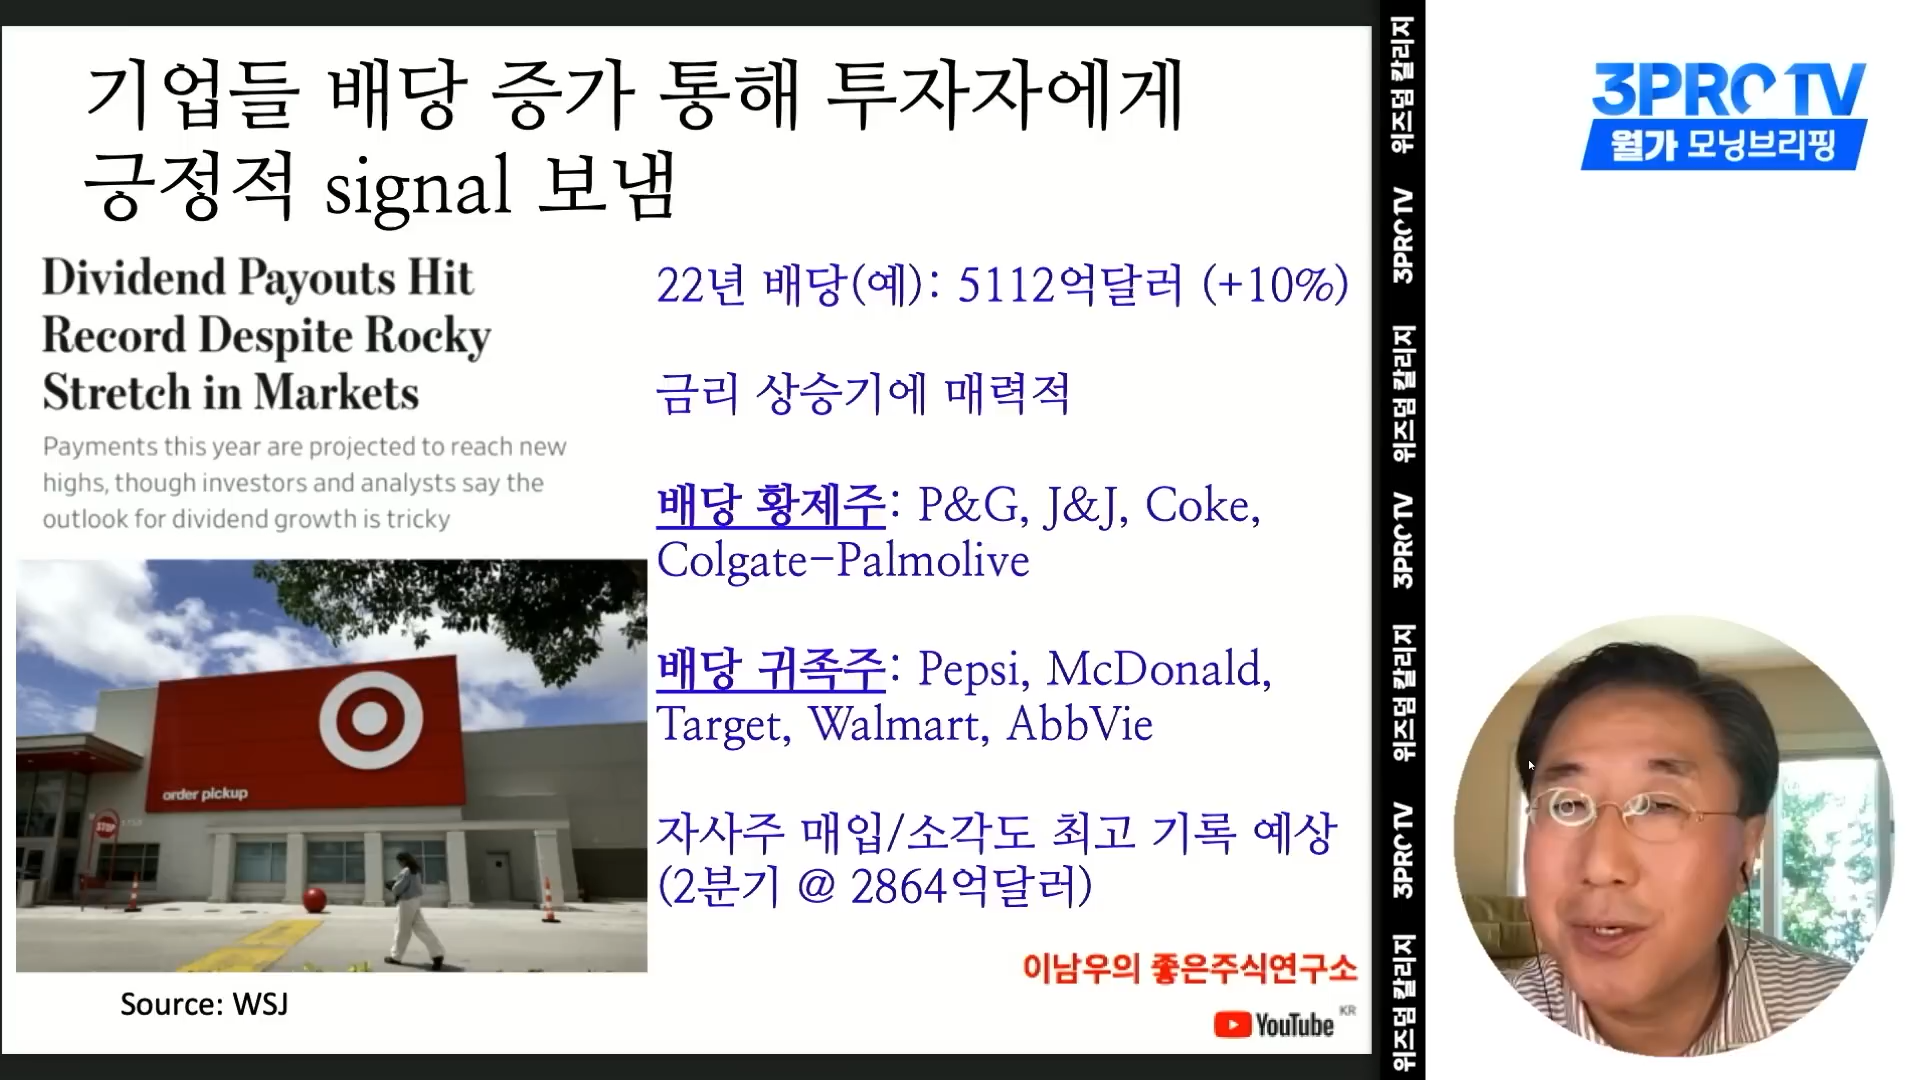 기업들 배당 증가 통해 투자자에게
긍정적 signal 보냄
Dividend Payouts Hit
Record Despite Rocky
Stretch in Markets
Payments this year are projected to reach new
highs, though investors and analysts say the
outlook for dividend growth is tricky
order pickup
STOP
Source: WSJ
22년 배당(예): 5112억달러 (+10%)
금리 상승기에 매력적
배당 황제주: P&G, J&J, Coke,
Colgate-Palmolive
배당 귀족주: Pepsi, McDonald,
Target, Walmart, AbbVie
자사주 매입/소각도 최고 기록 예상
(2분기 @ 2864억달러)
이남우의 좋은주식연구소
YouTube KR
위즈덤 칼리지
3PROTV
위즈덤 칼리지
3PROTV
위즈덤 칼리지
3PROTV
위즈덤 칼리지
3PROTV
월가 모닝브리핑